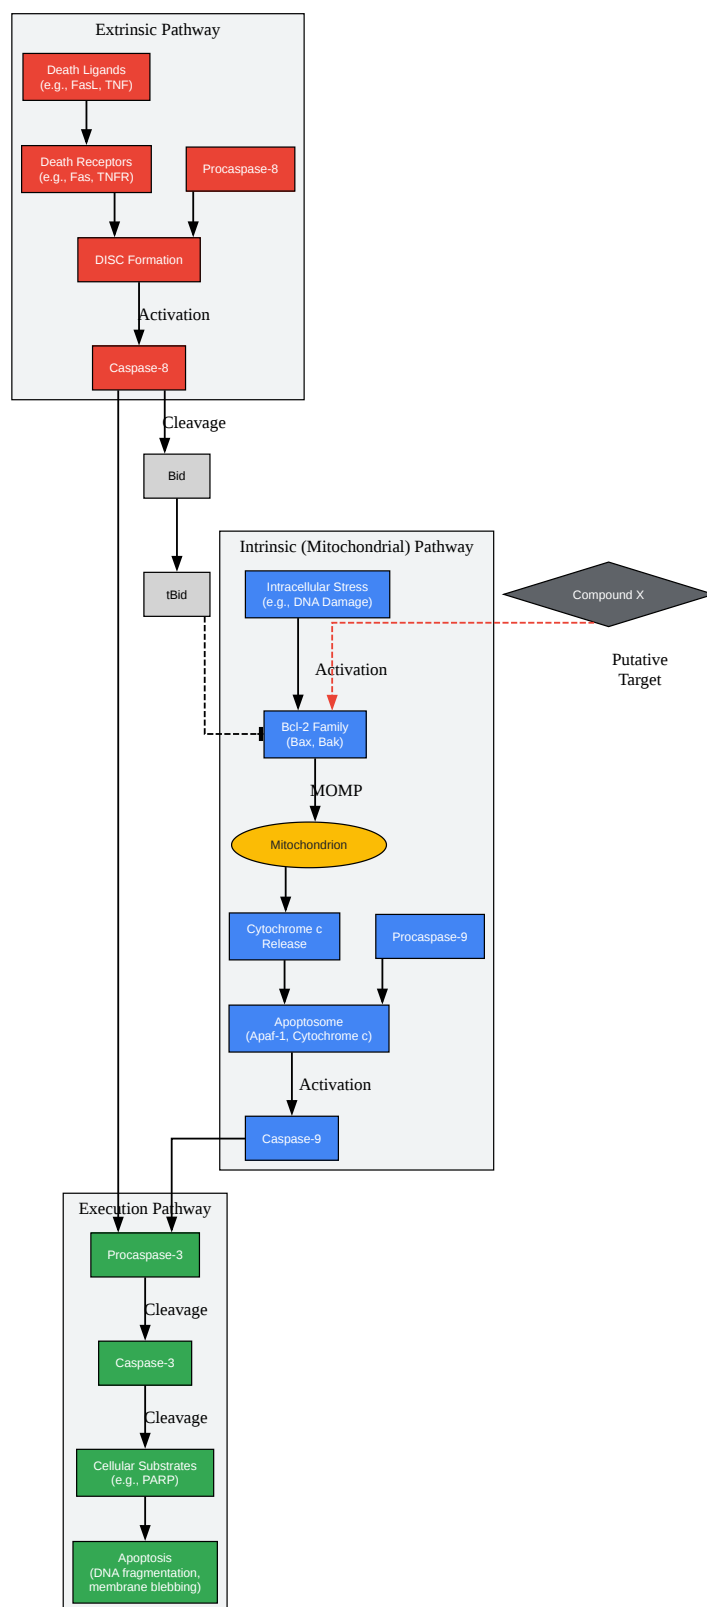 Extrinsic Pathway
Death Ligands
(e.g., FasL, TNF)
Death Receptors
(e.g., Fas, TNFR)
Procaspase-8
DISC Formation
Activation
Caspase-8
Cleavage
Bid
Intrinsic (Mitochondrial) Pathway
tBid
Intracellular Stress
(e.g., DNA Damage)
Compound X
Activation
Putative
Target
Bcl-2 Family
(Bax, Bak)
MOMP
Mitochondrion
Cytochrome c
Release
Procaspase-9
Apoptosome
(Apaf-1, Cytochrome c)
Activation
Caspase-9
Execution Pathway
Procaspase-3
Cleavage
Caspase-3
Cleavage
Cellular Substrates
(e.g., PARP)
Apoptosis
(DNA fragmentation,
membrane blebbing)